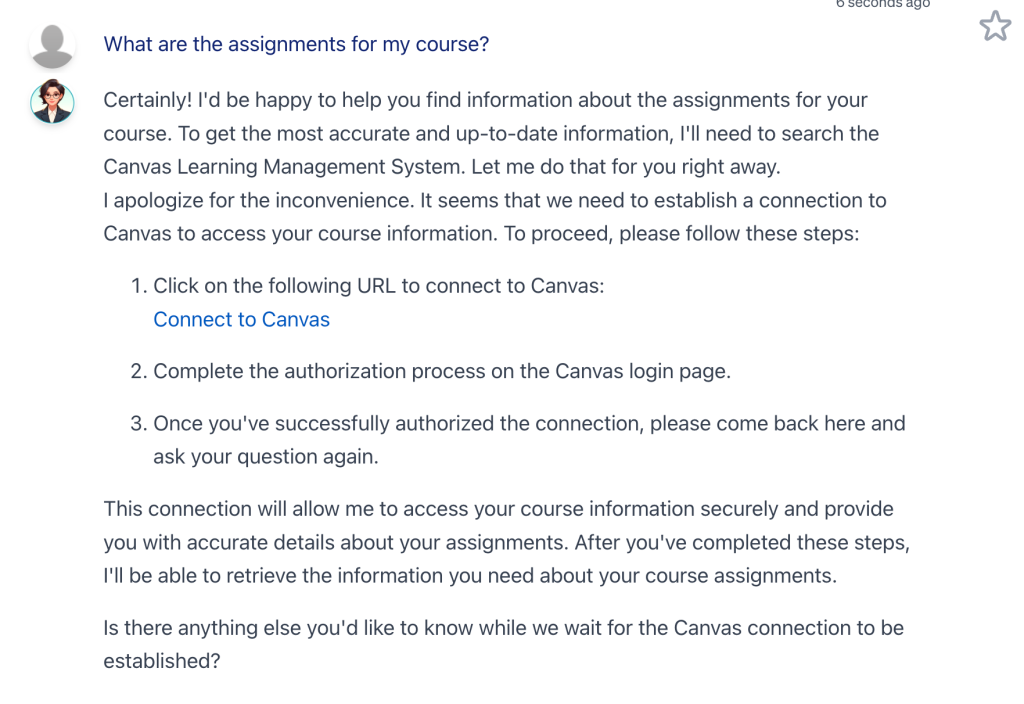 6 seconds ago
What are the assignments for my course?
Certainly! I'd be happy to help you find information about the assignments for your
course. To get the most accurate and up-to-date information, I'll need to search the
Canvas Learning Management System. Let me do that for you right away.
I apologize for the inconvenience. It seems that we need to establish a connection to
Canvas to access your course information. To proceed, please follow these steps:
1. Click on the following URL to connect to Canvas:
Connect to Canvas
2. Complete the authorization process on the Canvas login page.
3. Once you've successfully authorized the connection, please come back here and
ask your question again.
This connection will allow me to access your course information securely and provide
you with accurate details about your assignments. After you've completed these steps,
I'll be able to retrieve the information you need about your course assignments.
Is there anything else you'd like to know while we wait for the Canvas connection to be
established?